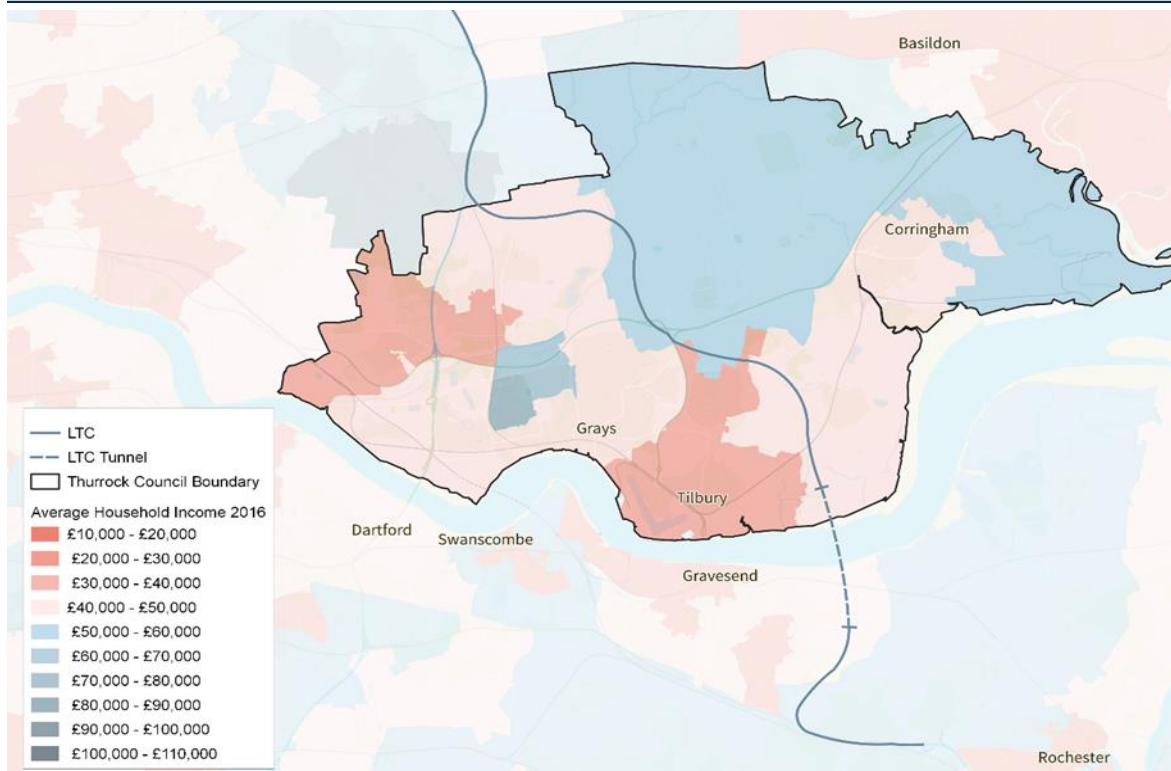 Basildon
Corringham
Grays
Tilbury
Dartford
Swanscombe
Gravesend
Rochester
LTC
LTC Tunnel
Thurrock Council Boundary
Average Household Income 2016
£10,000 - £20,000
£20,000 - £30,000
£30,000 - £40,000
£40,000 - £50,000
£50,000 - £60,000
£60,000 - £70,000
£70,000 - £80,000
£80,000 - £90,000
£90,000 - £100,000
£100,000 - £110,000